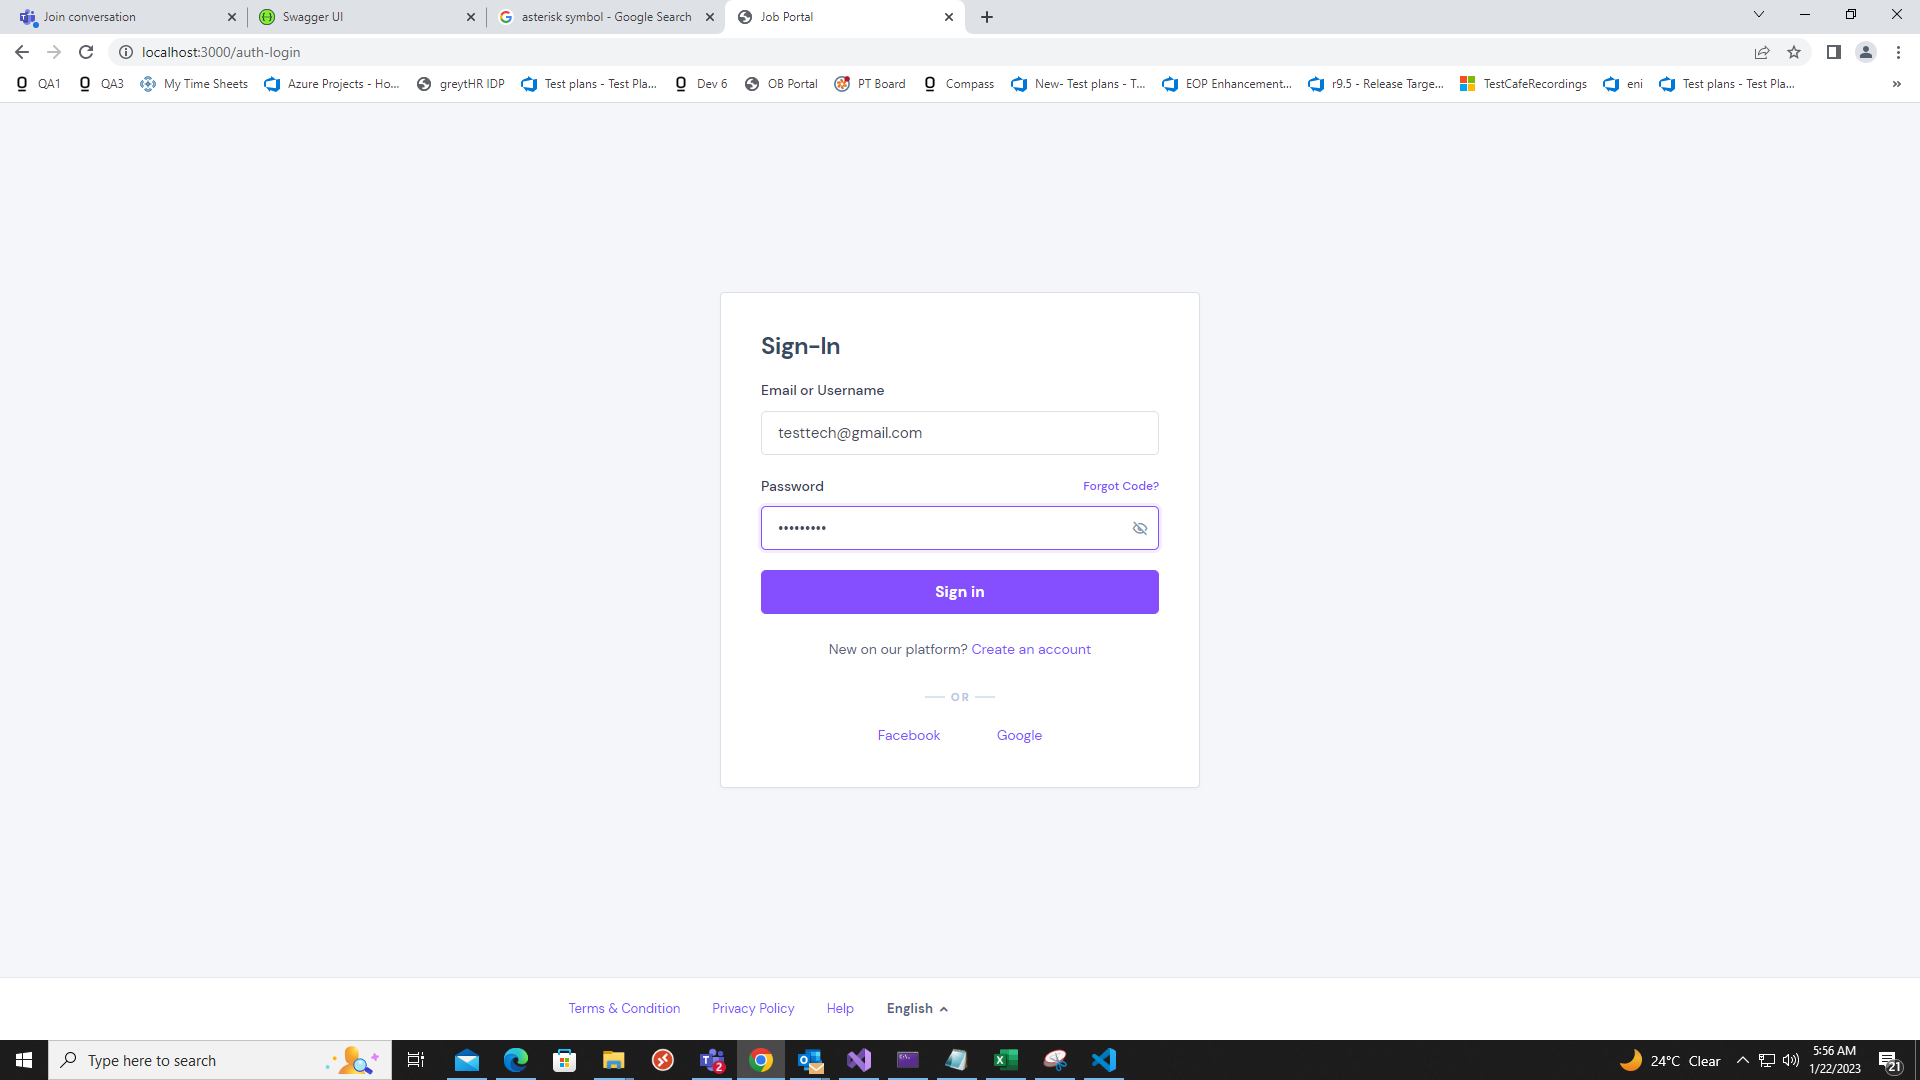 Join conversation
Swagger UI
asterisk symbol - Google Search
Job Portal
localhost:3000/auth-login
QA1
QA3
My Time Sheets
Azure Projects - Ho...
greytHR IDP
Test plans - Test Pla...
Dev 6
OB Portal
PT Board
Compass
New- Test plans - T...
EOP Enhancement...
r9.5 - Release Targe...
TestCafeRecordings
eni
Test plans - Test Pla...
»
Sign-In
Email or Username
testtech@gmail.com
Password
Forgot Code?
•••••••••
Sign in
New on our platform? Create an account
OR
Facebook
Google
Terms & Condition
Privacy Policy
Help
English
Type here to search
2
24°C Clear
5:56 AM
1/22/2023
21